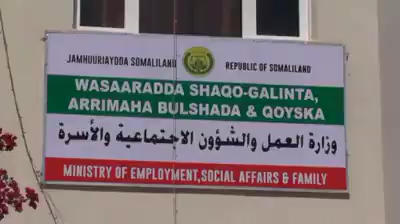 JAMHUURIAYDDA SOMALILAND REPUBLIC OF SOMALILAND
WASAARADDA SHAQO-GALINTA,
ARRIMAHA BULSHADA & QOYSKA
وزارة العمل والشؤون الاجتماعية والأسرة
MINISTRY OF EMPLOYMENT,SOCIAL AFFAIRS & FAMILY